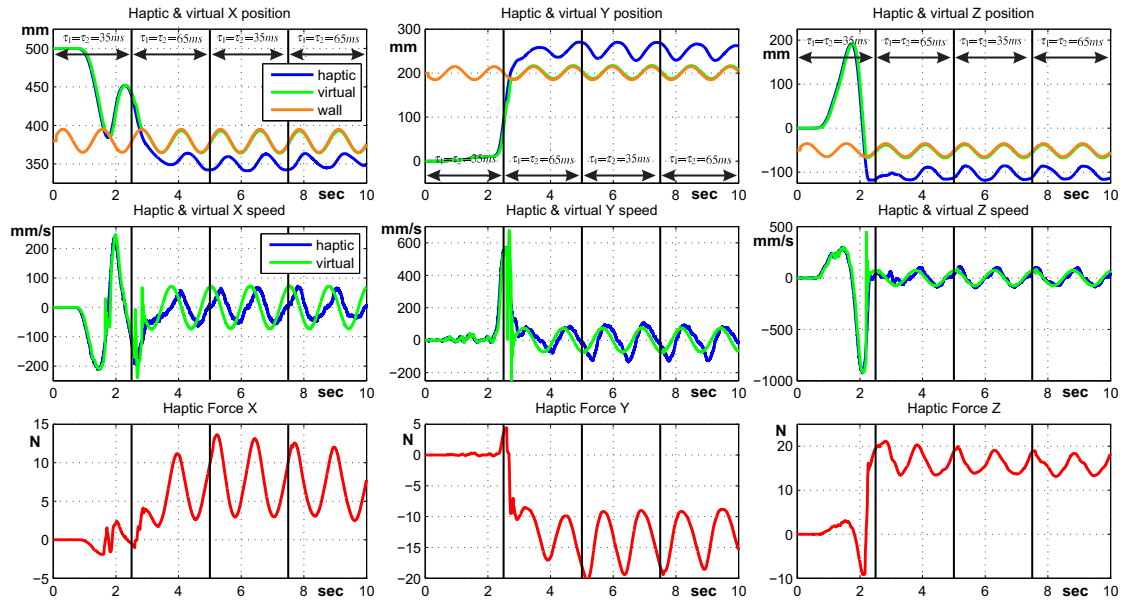 Haptic & virtual X position
mm
500
450
400
350
τ₁=τ₂=35ms
τ₁=τ₂=65ms
τ₁=τ₂=35ms
τ₁=τ₂=65ms
haptic
virtual
wall
0 2 4 6 8 sec 10
Haptic & virtual Y position
mm
300
200
100
0
τ₁=τ₂=35ms
τ₁=τ₂=65ms
τ₁=τ₂=35ms
τ₁=τ₂=65ms
0 2 4 6 8 sec 10
Haptic & virtual Z position
mm
200
100
0
−100
τ₁=τ₂=35ms
τ₁=τ₂=65ms
τ₁=τ₂=35ms
τ₁=τ₂=65ms
0 2 4 6 8 sec 10
Haptic & virtual X speed
mm/s
200
100
0
−100
−200
haptic
virtual
0 2 4 6 8 sec 10
Haptic & virtual Y speed
mm/s
600
400
200
0
−200
0 2 4 6 8 sec 10
Haptic & virtual Z speed
mm/s
1000
500
0
−500
−1000
0 2 4 6 8 sec 10
Haptic Force X
N
15
10
5
0
−5
0 2 4 6 8 sec 10
Haptic Force Y
N
5
0
−5
−10
−15
−20
0 2 4 6 8 sec 10
Haptic Force Z
N
30
20
10
0
−10
0 2 4 6 8 sec 10